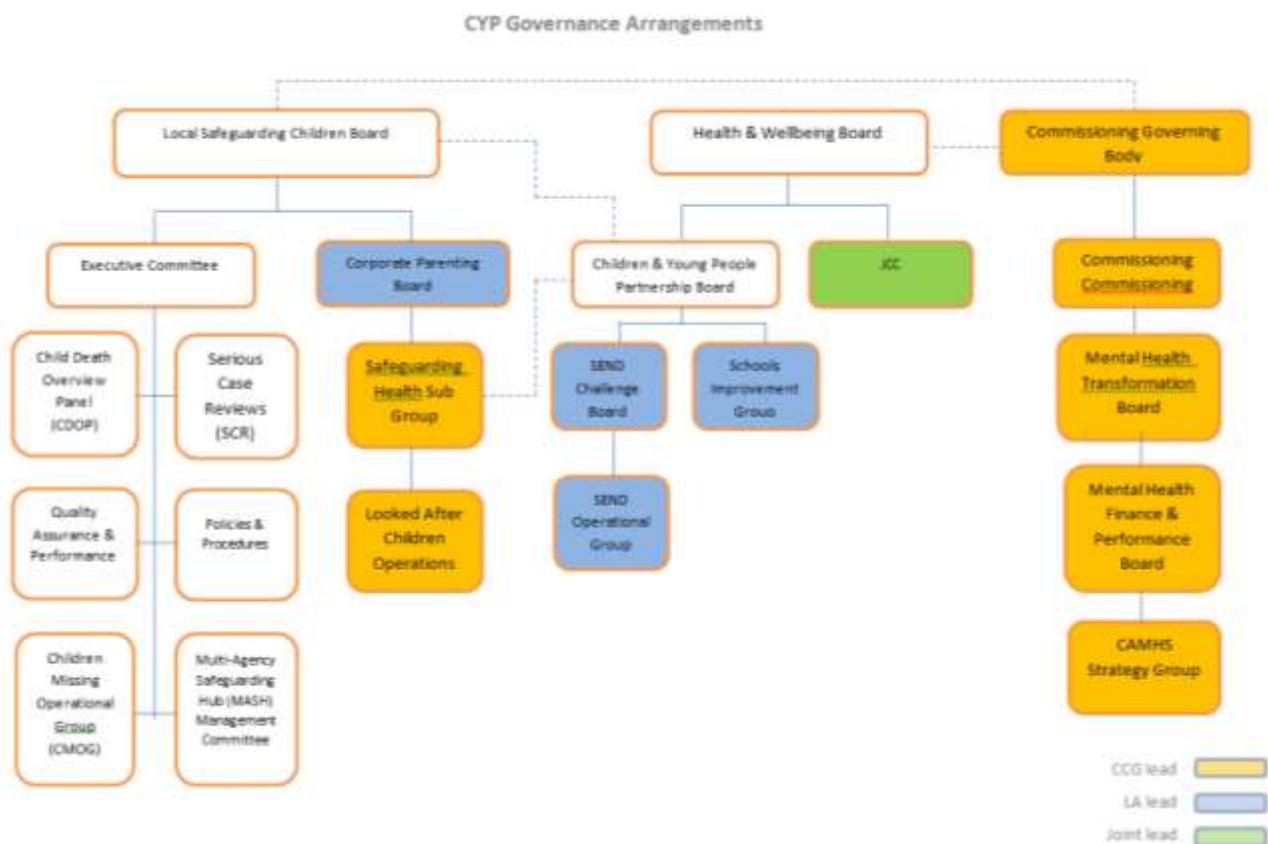 CYP Governance Arrangements
Local Safeguarding Children Board
Health & Wellbeing Board
Commissioning Governing
Body
Executive Committee
Corporate Parenting
Board
Children & Young People
Partnership Board
JCC
Commissioning
Commissioning
Child Death
Overview
Panel
(CDOP)
Serious
Case
Reviews
(SCR)
Safeguarding
Health Sub
Group
SEND
Challenge
Board
Schools
Improvement
Group
Mental Health
Transformation
Board
Quality
Assurance &
Performance
Policies &
Procedures
Looked After
Children
Operations
SEND
Operational
Group
Mental Health
Finance &
Performance
Board
Children
Missing
Operational
Group
(CMOG)
Multi-Agency
Safeguarding
Hub (MASH)
Management
Committee
CAMHS
Strategy Group
CCG lead
LA lead
Joint lead